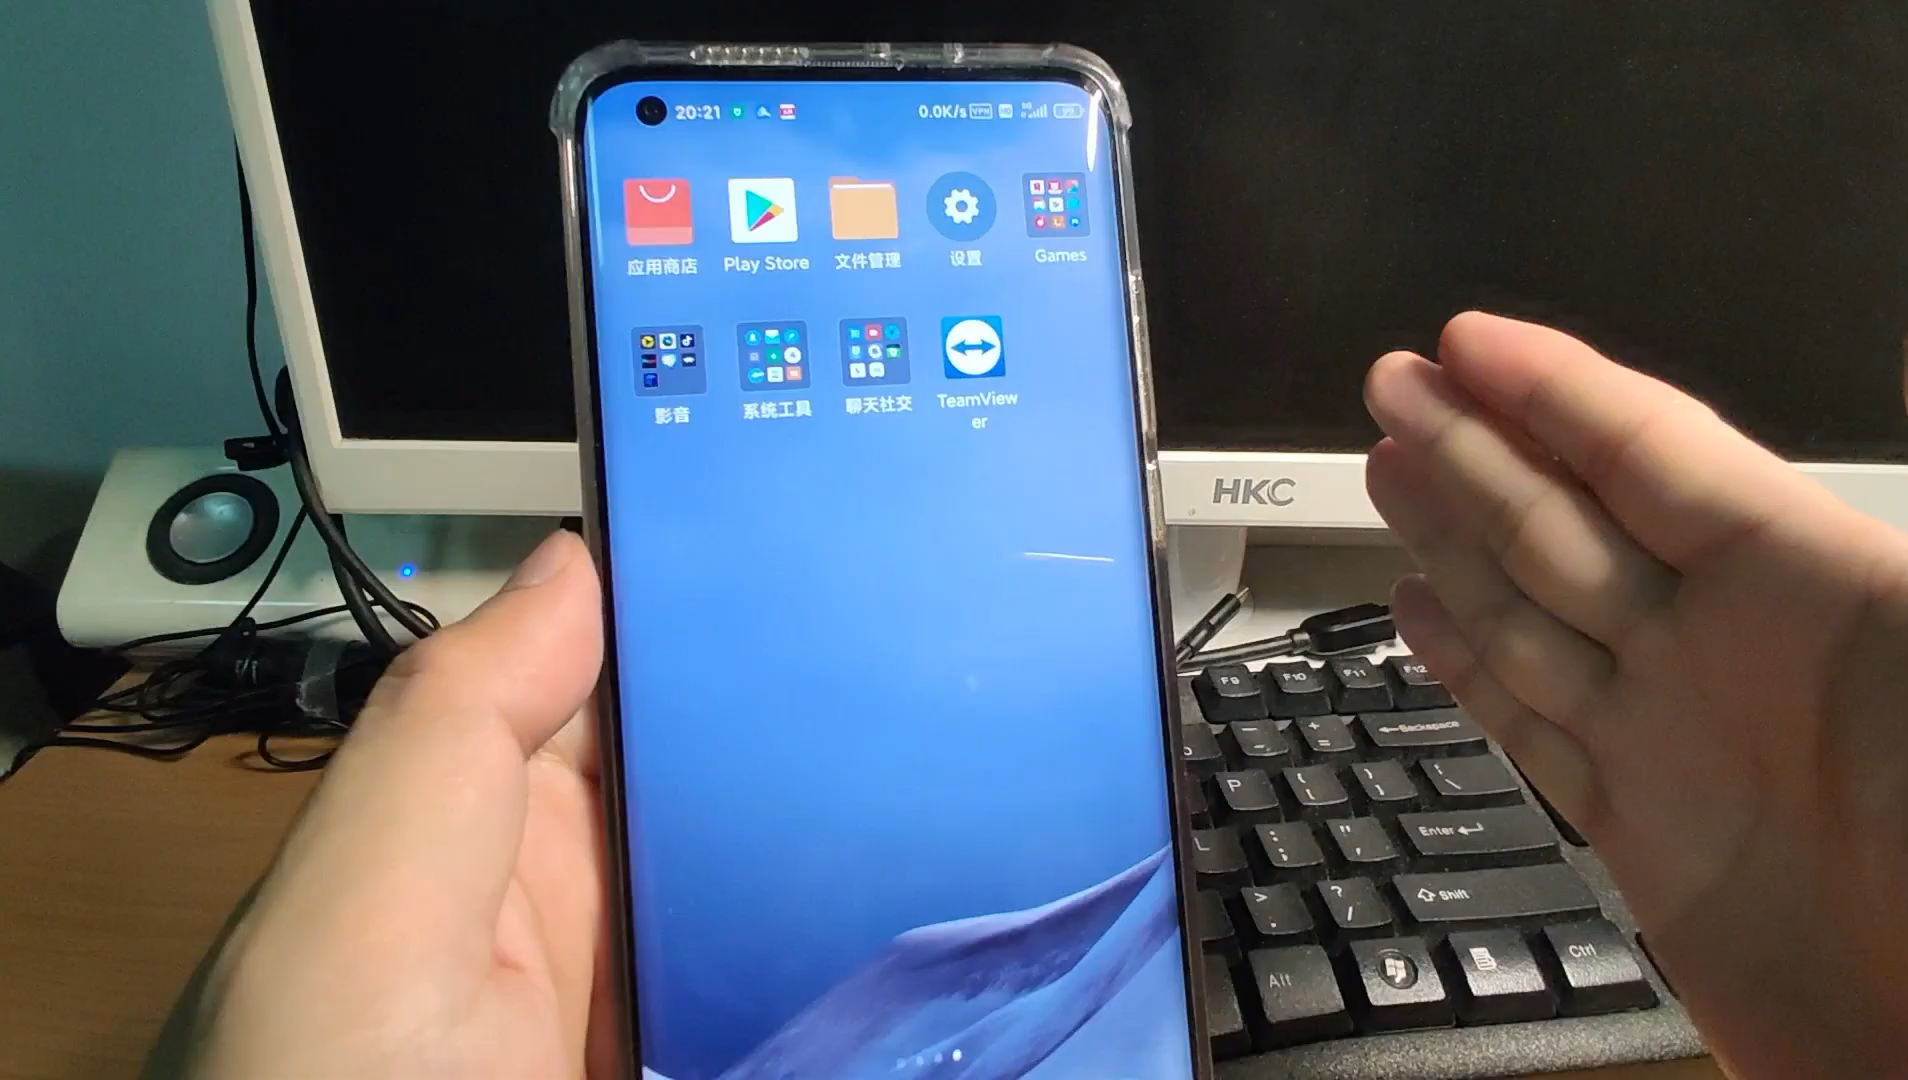 20:21
0.0K/s VPN
应用商店
Play Store
文件管理
设置
Games
影音
系统工具
聊天社交
TeamView
er
HKC
F9
F10
F11
F12
Backspace
P
Enter
L
Shift
Alt
Ctrl